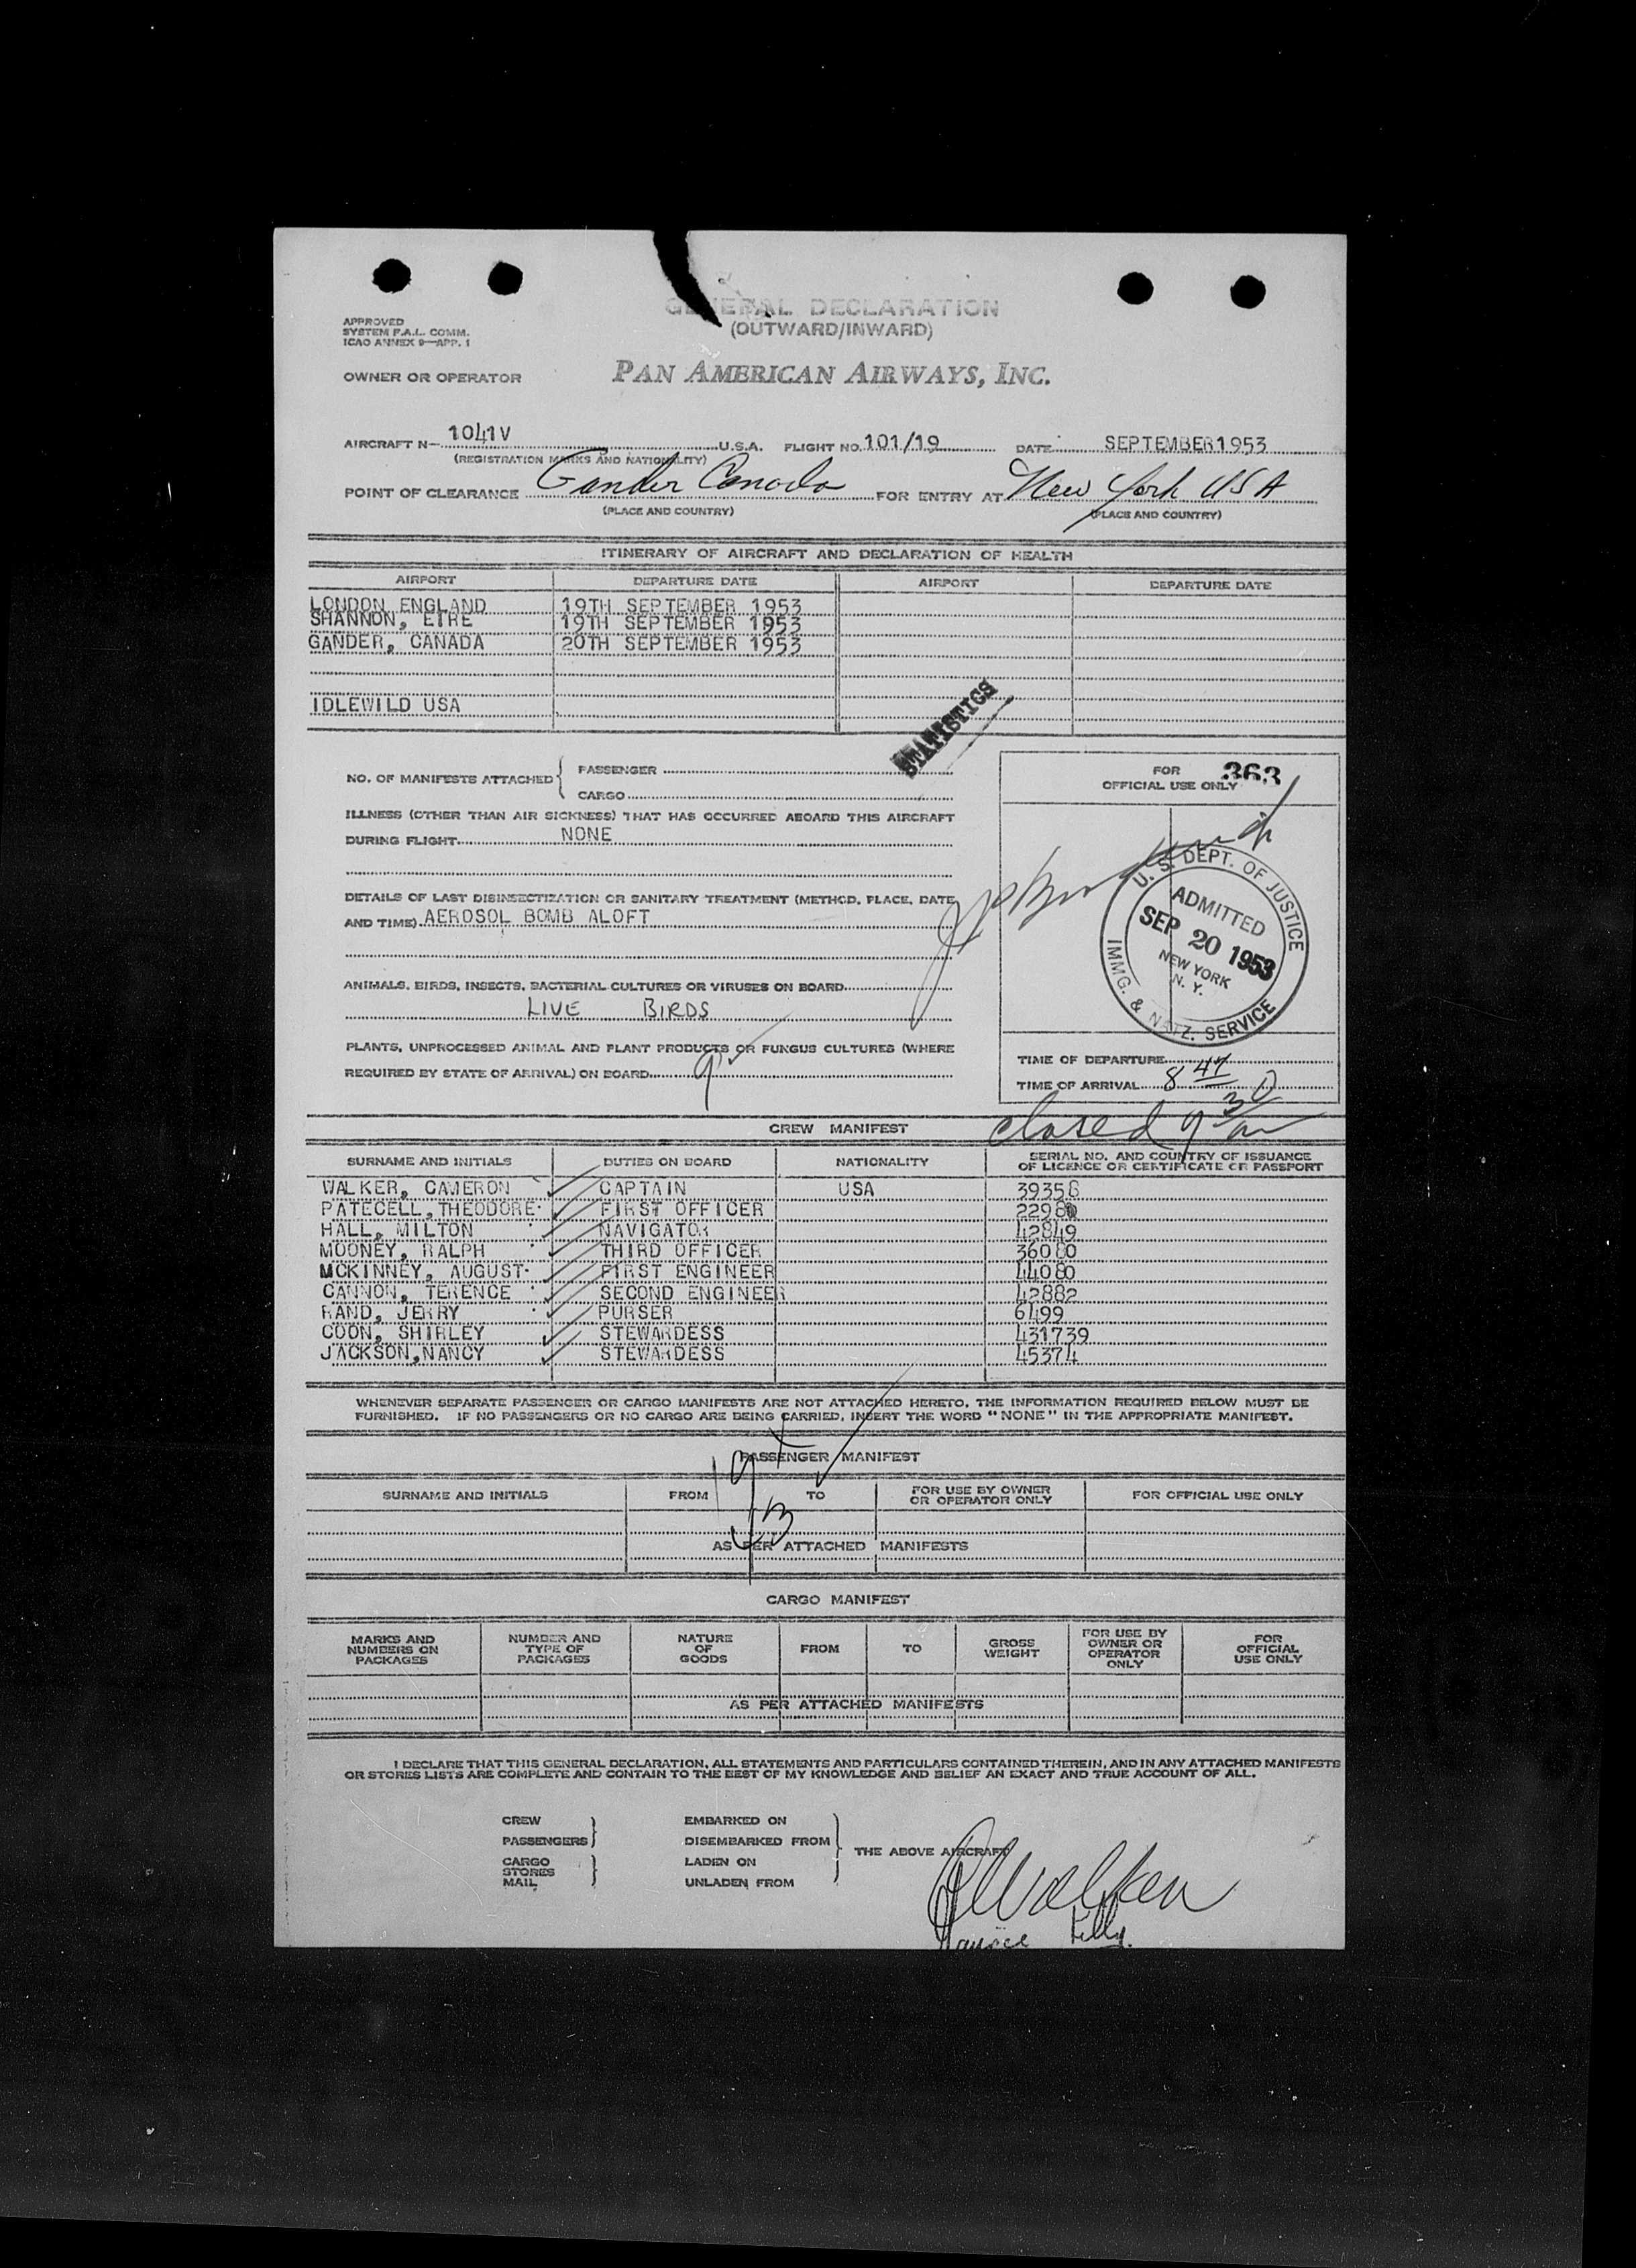 GENERAL DECLARATION
(OUTWARD/INWARD)
APPROVED
SYSTEM F.A.L. COMM.
ICAO ANNEX 9—APP. 1
OWNER OR OPERATOR PAN AMERICAN AIRWAYS, INC.
AIRCRAFT N— 1041V U.S.A. FLIGHT NO. 101/19 DATE SEPTEMBER1953
(REGISTRATION MARKS AND NATIONALITY)
POINT OF CLEARANCE Gander Canada FOR ENTRY AT New York USA
(PLACE AND COUNTRY) (PLACE AND COUNTRY)
ITINERARY OF AIRCRAFT AND DECLARATION OF HEALTH
AIRPORT DEPARTURE DATE AIRPORT DEPARTURE DATE
LONDON ENGLAND 19TH SEPTEMBER 1953
SHANNON, EIRE 19TH SEPTEMBER 1953
GANDER, CANADA 20TH SEPTEMBER 1953
IDLEWILD USA
STATISTICS
NO. OF MANIFESTS ATTACHED { PASSENGER
CARGO
ILLNESS (OTHER THAN AIR SICKNESS) THAT HAS OCCURRED ABOARD THIS AIRCRAFT
DURING FLIGHT NONE
DETAILS OF LAST DISINSECTIZATION OR SANITARY TREATMENT (METHOD, PLACE, DATE
AND TIME) AEROSOL BOMB ALOFT
ANIMALS, BIRDS, INSECTS, BACTERIAL CULTURES OR VIRUSES ON BOARD
LIVE BIRDS
PLANTS, UNPROCESSED ANIMAL AND PLANT PRODUCTS OR FUNGUS CULTURES (WHERE
REQUIRED BY STATE OF ARRIVAL) ON BOARD
9
FOR 363
OFFICIAL USE ONLY
U. S. DEPT. OF JUSTICE
ADMITTED
SEP 20 1953
NEW YORK
N. Y.
IMMG. & NATZ. SERVICE
TIME OF DEPARTURE
TIME OF ARRIVAL 8 47
closed 9 30
CREW MANIFEST
SURNAME AND INITIALS DUTIES ON BOARD NATIONALITY SERIAL NO. AND COUNTRY OF ISSUANCE
OF LICENCE OR CERTIFICATE OR PASSPORT
WALKER, CAMERON CAPTAIN USA 39358
PATECELL, THEODORE FIRST OFFICER 22980
HALL, MILTON NAVIGATOR 42849
MOONEY, RALPH THIRD OFFICER 36080
MCKINNEY, AUGUST FIRST ENGINEER 44080
CANNON, TERENCE SECOND ENGINEER 42882
RAND, JERRY PURSER 6499
COON, SHIRLEY STEWARDESS 431739
JACKSON,NANCY STEWARDESS 45374
WHENEVER SEPARATE PASSENGER OR CARGO MANIFESTS ARE NOT ATTACHED HERETO, THE INFORMATION REQUIRED BELOW MUST BE
FURNISHED. IF NO PASSENGERS OR NO CARGO ARE BEING CARRIED, INSERT THE WORD "NONE" IN THE APPROPRIATE MANIFEST.
PASSENGER MANIFEST
SURNAME AND INITIALS FROM TO FOR USE BY OWNER
OR OPERATOR ONLY FOR OFFICIAL USE ONLY
AS PER ATTACHED MANIFESTS
CARGO MANIFEST
MARKS AND
NUMBERS ON
PACKAGES
NUMBER AND
TYPE OF
PACKAGES
NATURE
OF
GOODS
FROM
TO
GROSS
WEIGHT
FOR USE BY
OWNER OR
OPERATOR
ONLY
FOR
OFFICIAL
USE ONLY
AS PER ATTACHED MANIFESTS
I DECLARE THAT THIS GENERAL DECLARATION, ALL STATEMENTS AND PARTICULARS CONTAINED THEREIN, AND IN ANY ATTACHED MANIFESTS
OR STORES LISTS ARE COMPLETE AND CONTAIN TO THE BEST OF MY KNOWLEDGE AND BELIEF AN EXACT AND TRUE ACCOUNT OF ALL.
CREW
PASSENGERS }
CARGO
STORES
MAIL }
EMBARKED ON
DISEMBARKED FROM
LADEN ON
UNLADEN FROM
} THE ABOVE AIRCRAFT
Walker